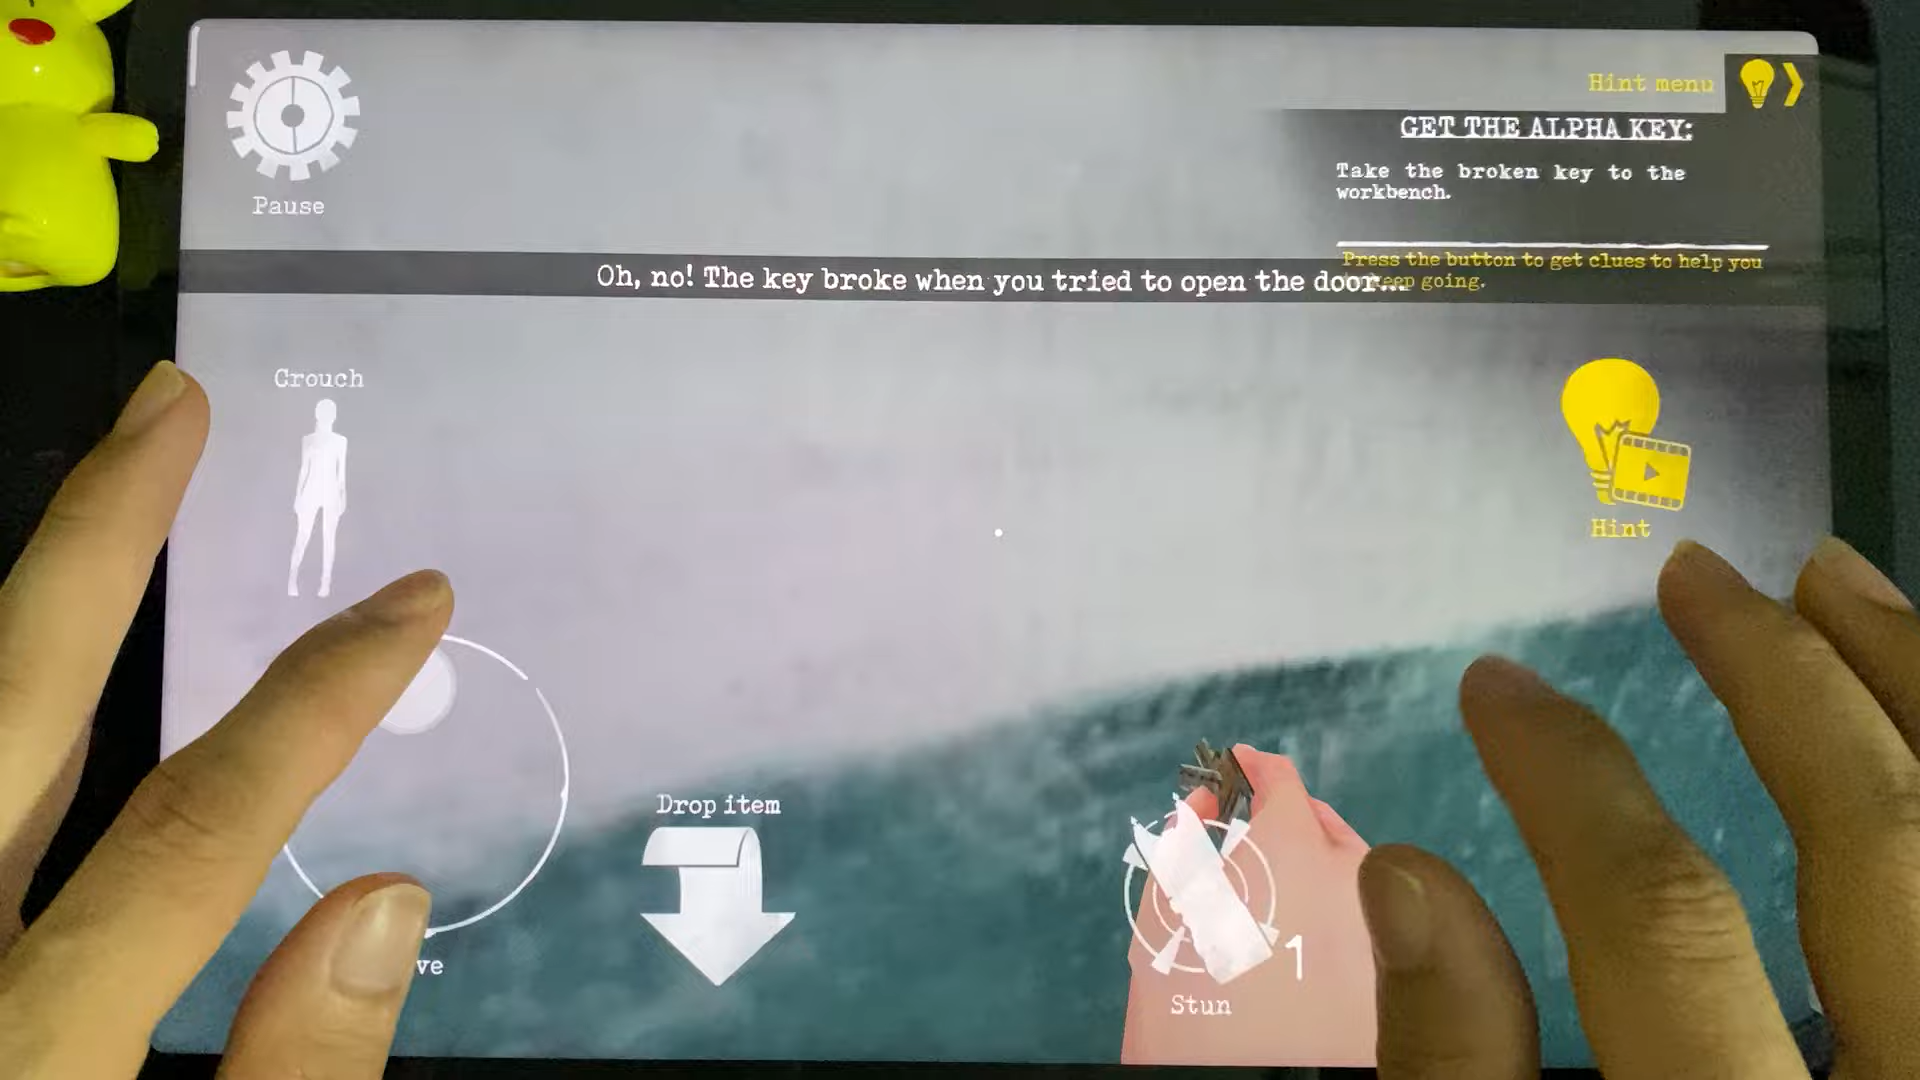 Hint menu
GET THE ALPHA KEY:
Take the broken key to the
workbench.
Pause
Press the button to get clues to help you
Oh, no! The key broke when you tried to open the door...
going.
Crouch
Hint
Drop item
ve
1
Stun